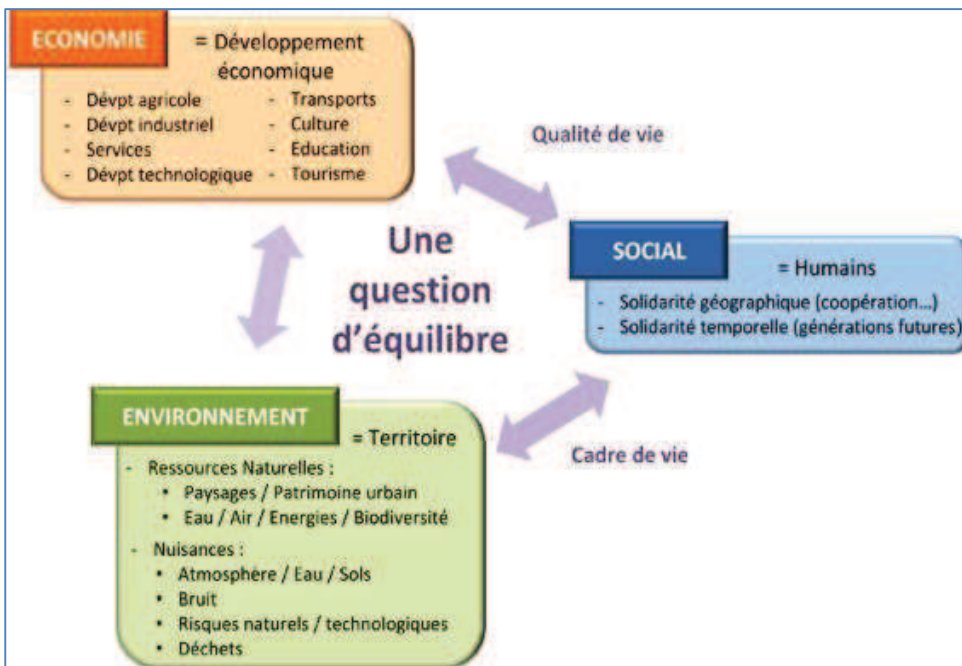 ECONOMIE
= Développement
économique
- Dévpt agricole
- Dévpt industriel
- Services
- Dévpt technologique
- Transports
- Culture
- Education
- Tourisme
Qualité de vie
Une
question
d'équilibre
SOCIAL
= Humains
- Solidarité géographique (coopération...)
- Solidarité temporelle (générations futures)
ENVIRONNEMENT
= Territoire
- Ressources Naturelles :
• Paysages / Patrimoine urbain
• Eau / Air / Energies / Biodiversité
- Nuisances :
• Atmosphère / Eau / Sols
• Bruit
• Risques naturels / technologiques
• Déchets
Cadre de vie